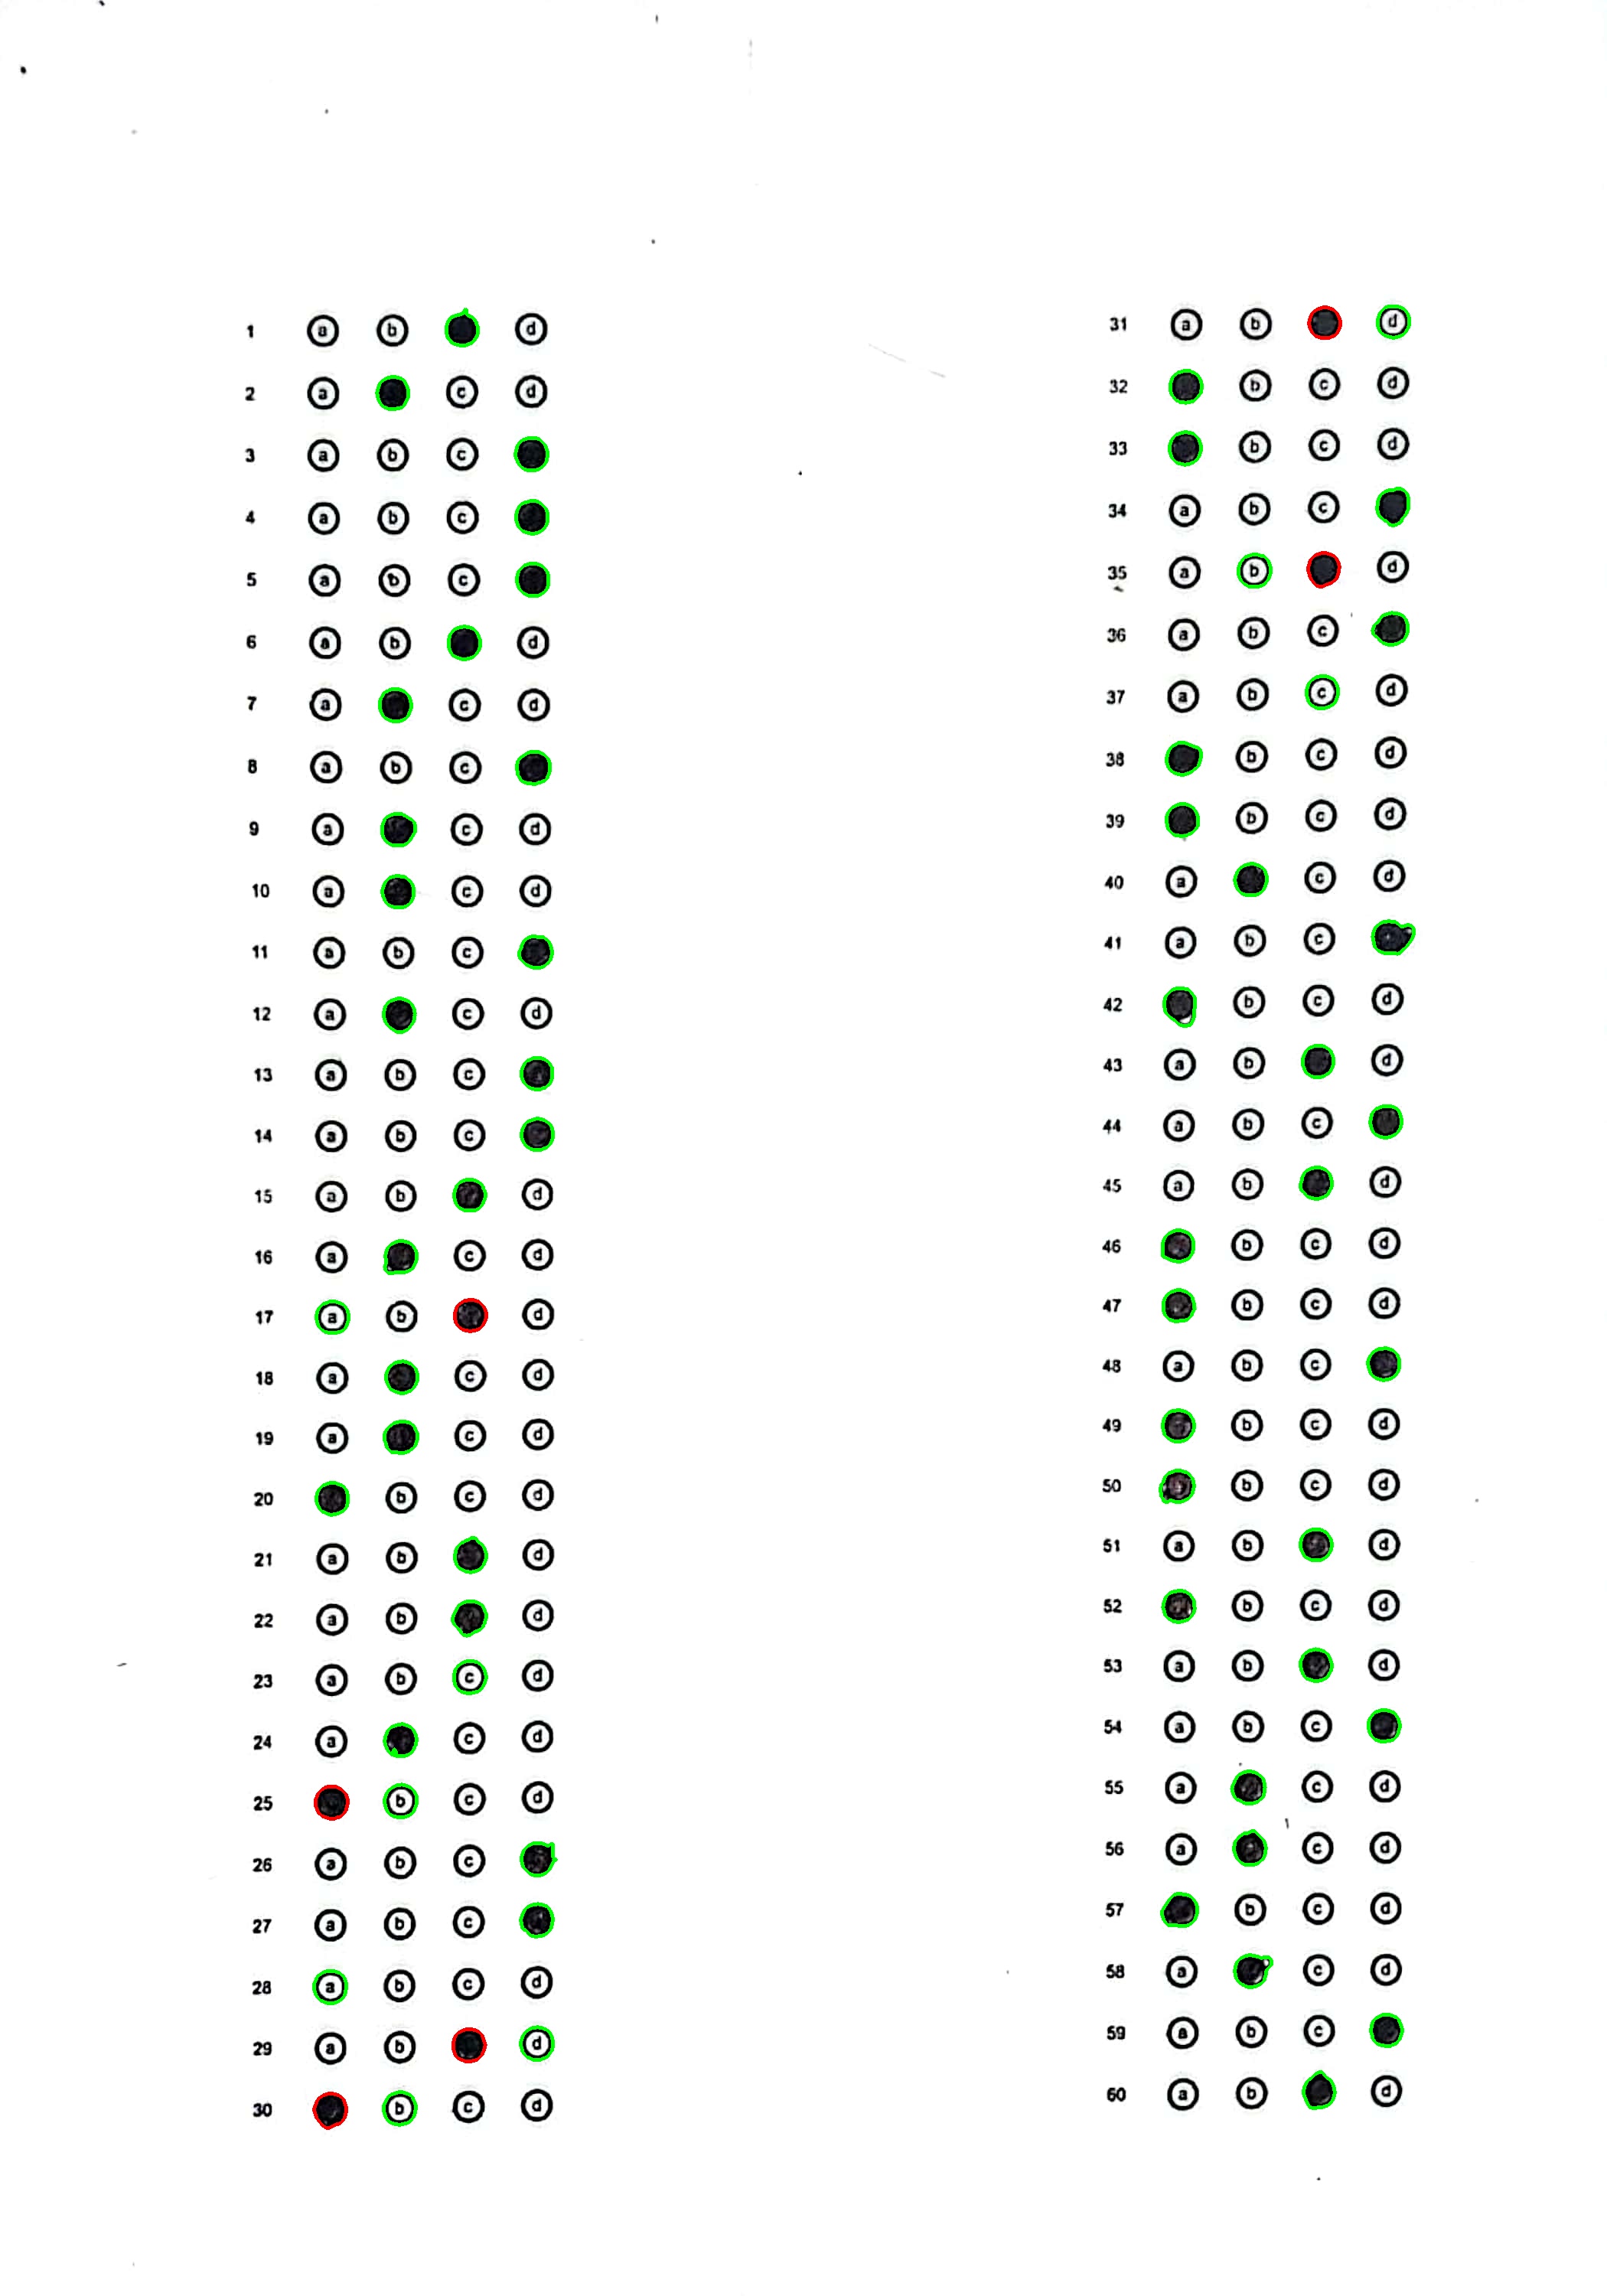 1 a b d
2 a c d
3 a b c
4 a b c
5 a b c
6 a b d
7 a c d
8 a b c
9 a c d
10 a c d
11 a b c
12 a c d
13 a b c
14 a b c
15 a b d
16 a c d
17 a b d
18 a c d
19 a c d
20 b c d
21 a b d
22 a b d
23 a b c d
24 a c d
25 b c d
26 a b c
27 a b c
28 a b c d
29 a b d
30 b c d
31 a b d
32 b c d
33 b c d
34 a b c
35 a b d
36 a b c
37 a b c d
38 b c d
39 b c d
40 a c d
41 a b c
42 b c d
43 a b d
44 a b c
45 a b d
46 b c d
47 b c d
48 a b c
49 b c d
50 b c d
51 a b d
52 b c d
53 a b d
54 a b c
55 a c d
56 a c d
57 b c d
58 a c d
59 a b c
60 a b d